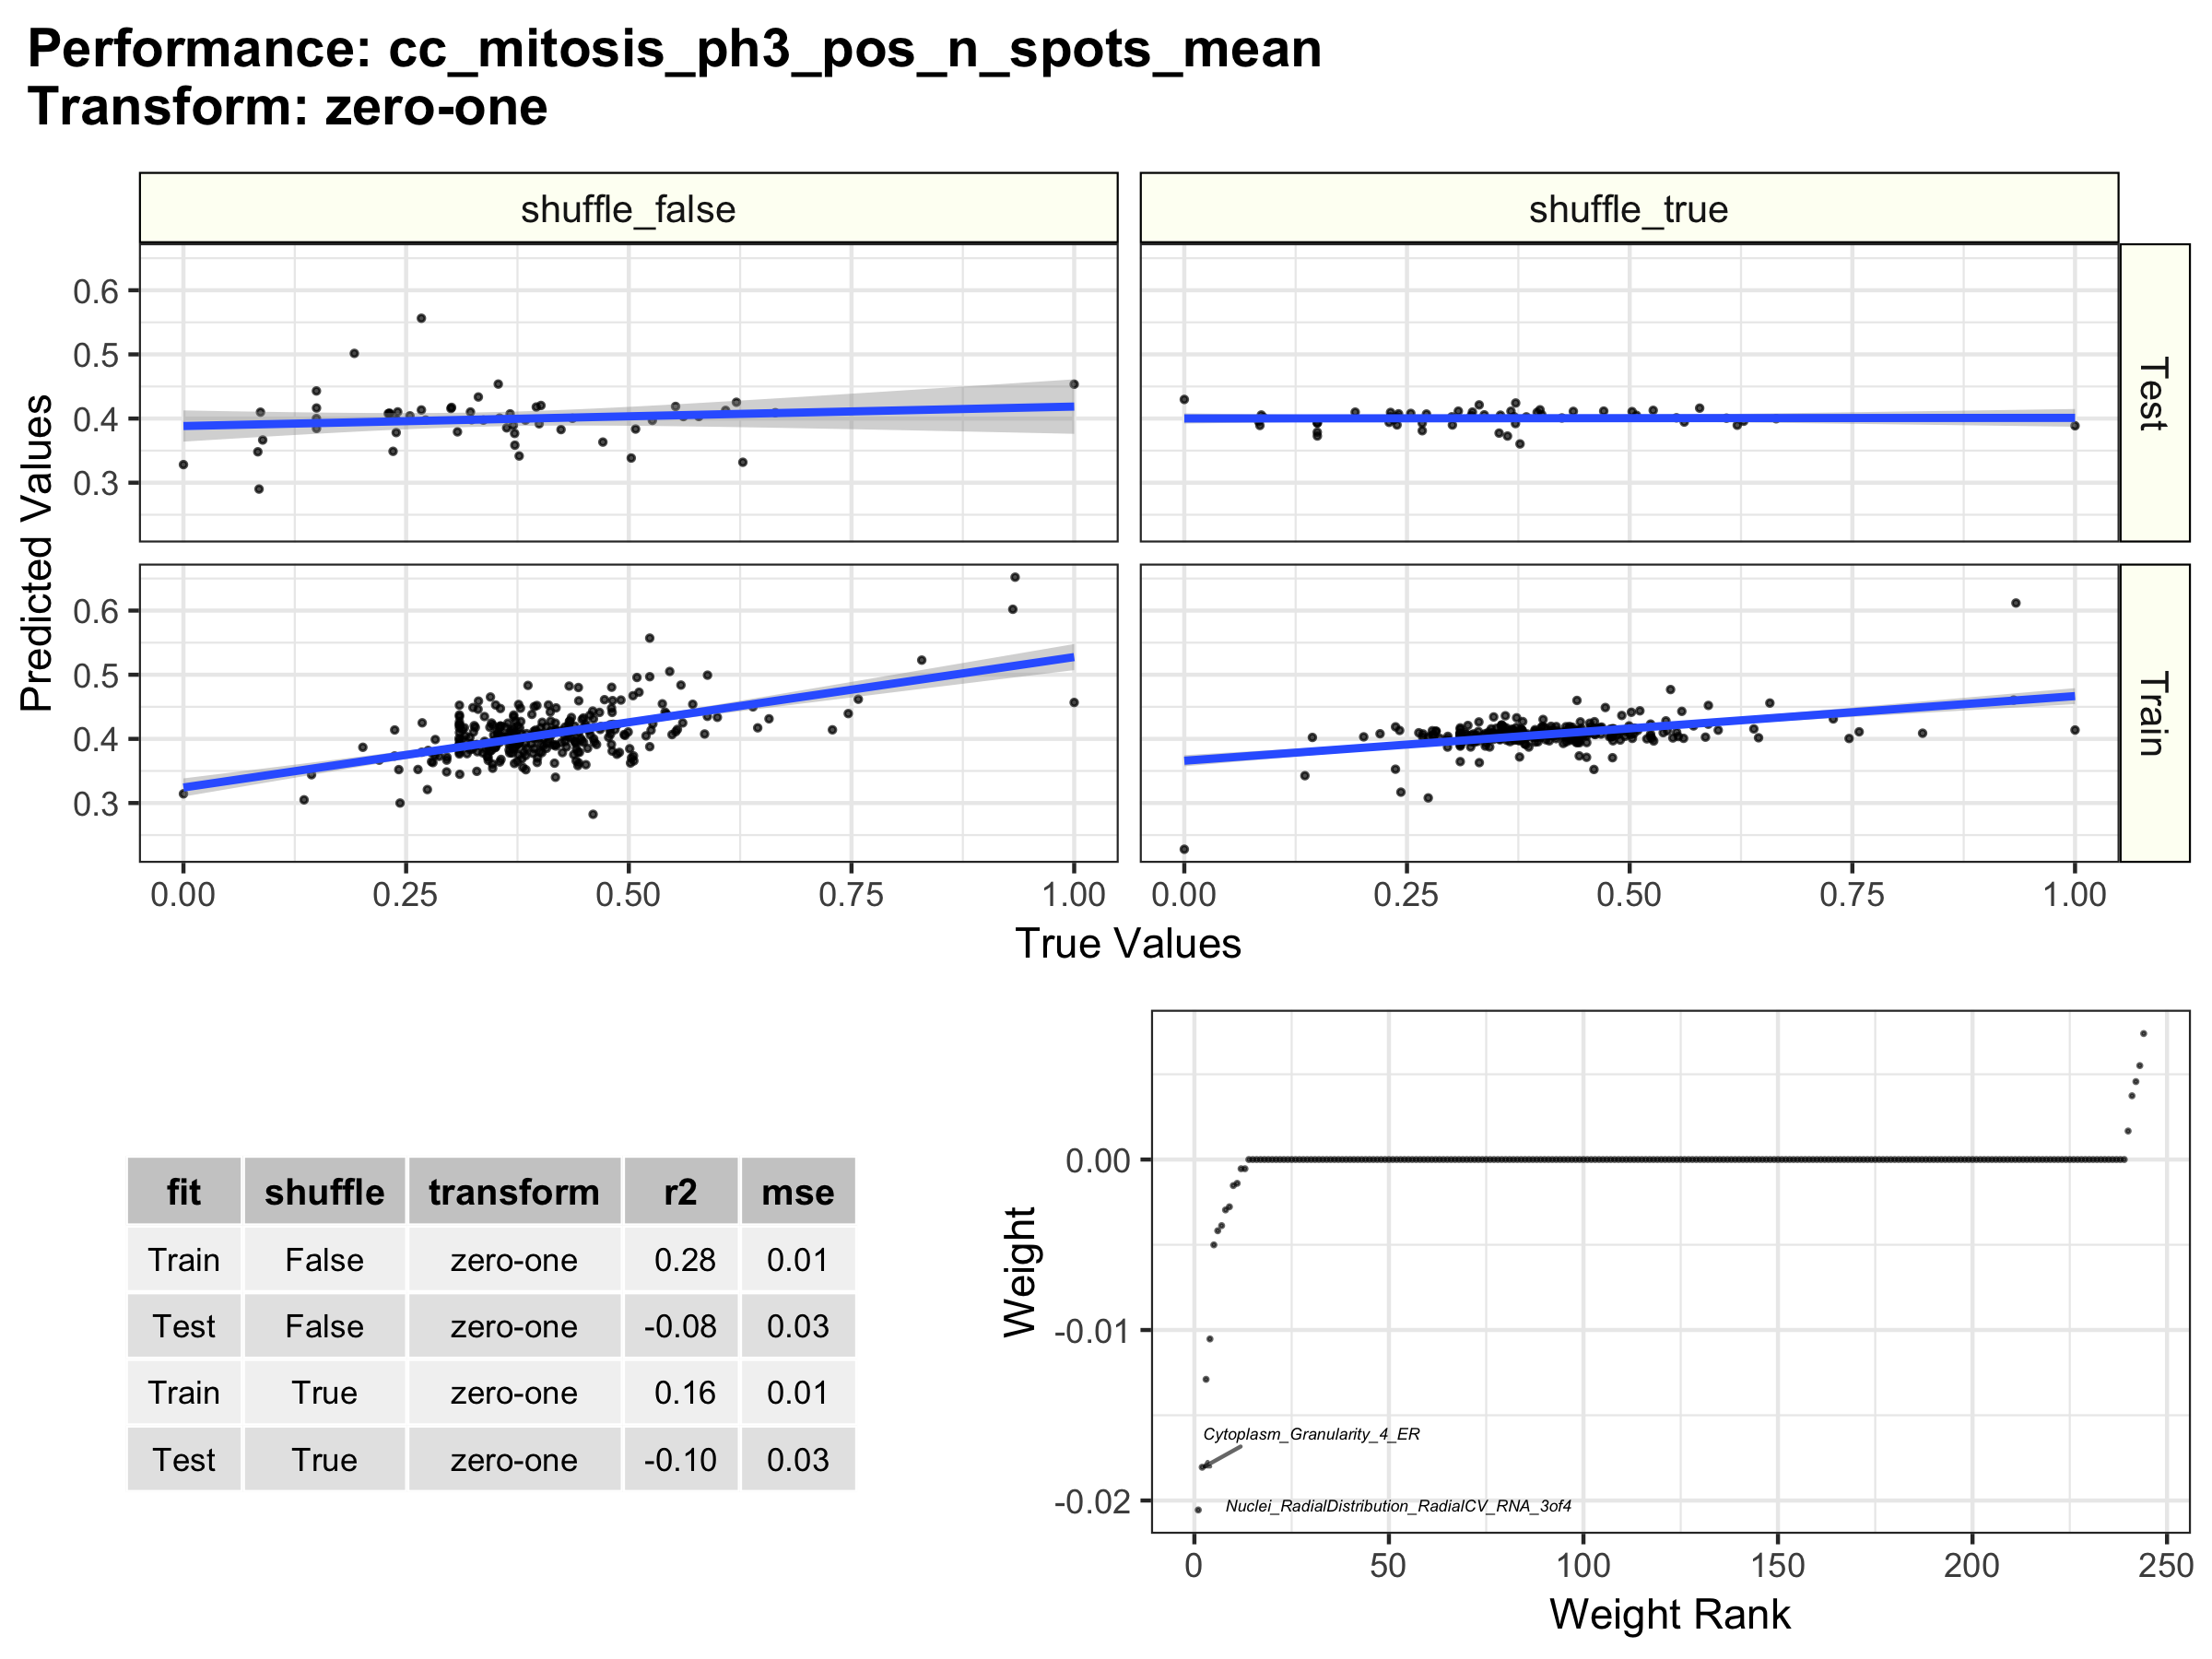 Performance: cc_mitosis_ph3_pos_n_spots_mean
Transform: zero-one
shuffle_false
shuffle_true
Predicted Values
0.6
0.5
0.4
0.3
Test
0.6
0.5
0.4
0.3
Train
0.00 0.25 0.50 0.75 1.00 0.00 0.25 0.50 0.75 1.00
True Values
fit shuffle transform r2 mse
Train False zero-one 0.28 0.01
Test False zero-one -0.08 0.03
Train True zero-one 0.16 0.01
Test True zero-one -0.10 0.03
Weight
0.00
-0.01
-0.02
Cytoplasm_Granularity_4_ER
Nuclei_RadialDistribution_RadialCV_RNA_3of4
0 50 100 150 200 250
Weight Rank